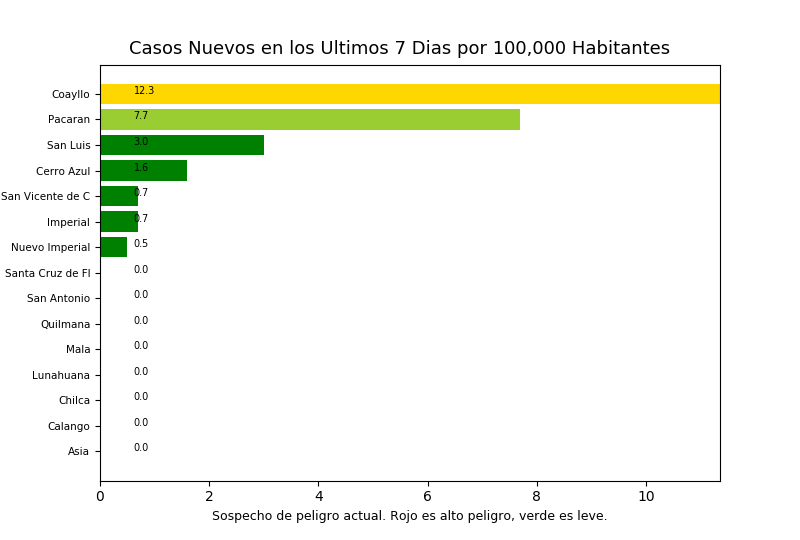 Casos Nuevos en los Ultimos 7 Dias por 100,000 Habitantes
Coayllo 12.3
Pacaran 7.7
San Luis 3.0
Cerro Azul 1.6
San Vicente de C 0.7
Imperial 0.7
Nuevo Imperial 0.5
Santa Cruz de Fl 0.0
San Antonio 0.0
Quilmana 0.0
Mala 0.0
Lunahuana 0.0
Chilca 0.0
Calango 0.0
Asia 0.0
0 2 4 6 8 10
Sospecho de peligro actual. Rojo es alto peligro, verde es leve.